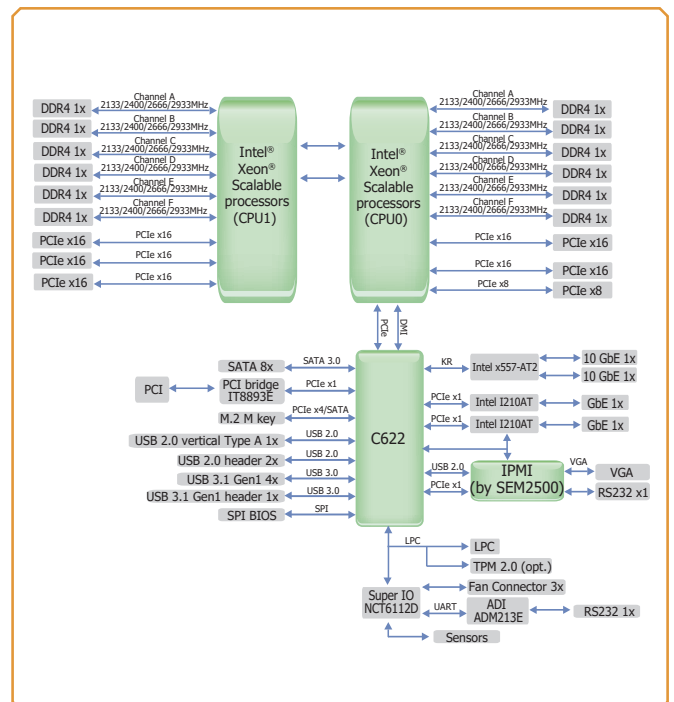 DDR4 1x
Channel A
2133/2400/2666/2933MHz
DDR4 1x
Channel B
2133/2400/2666/2933MHz
DDR4 1x
Channel C
2133/2400/2666/2933MHz
DDR4 1x
Channel D
2133/2400/2666/2933MHz
DDR4 1x
Channel E
2133/2400/2666/2933MHz
DDR4 1x
Channel F
2133/2400/2666/2933MHz
PCIe x16
PCIe x16
PCIe x16
PCIe x16
PCIe x16
PCIe x16
Intel®
Xeon®
Scalable
processors
(CPU1)
Intel®
Xeon®
Scalable
processors
(CPU0)
Channel A
2133/2400/2666/2933MHz
DDR4 1x
Channel B
2133/2400/2666/2933MHz
DDR4 1x
Channel C
2133/2400/2666/2933MHz
DDR4 1x
Channel D
2133/2400/2666/2933MHz
DDR4 1x
Channel E
2133/2400/2666/2933MHz
DDR4 1x
Channel F
2133/2400/2666/2933MHz
DDR4 1x
PCIe x16
PCIe x16
PCIe x16
PCIe x16
PCIe x8
PCIe x8
PCIe
DMI
SATA 8x
SATA 3.0
PCI
PCI bridge
IT8893E
PCIe x1
M.2 M key
PCIe x4/SATA
USB 2.0 vertical Type A 1x
USB 2.0
USB 2.0 header 2x
USB 2.0
USB 3.1 Gen1 4x
USB 3.0
USB 3.1 Gen1 header 1x
USB 3.0
SPI BIOS
SPI
C622
KR
Intel x557-AT2
10 GbE 1x
10 GbE 1x
PCIe x1
Intel I210AT
GbE 1x
PCIe x1
Intel I210AT
GbE 1x
USB 2.0
PCIe x1
IPMI
(by SEM2500)
VGA
VGA
RS232 x1
LPC
LPC
TPM 2.0 (opt.)
Super IO
NCT6112D
Fan Connector 3x
UART
ADI
ADM213E
RS232 1x
Sensors